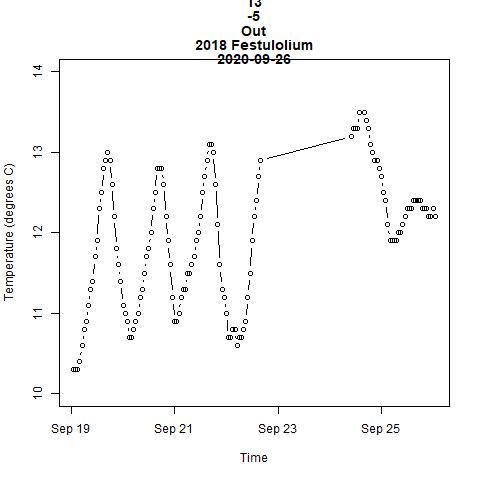 13
-5
Out
2018 Festulolium
2020-09-26
14
13
12
11
10
Temperature (degrees C)
Sep 19
Sep 21
Sep 23
Sep 25
Time